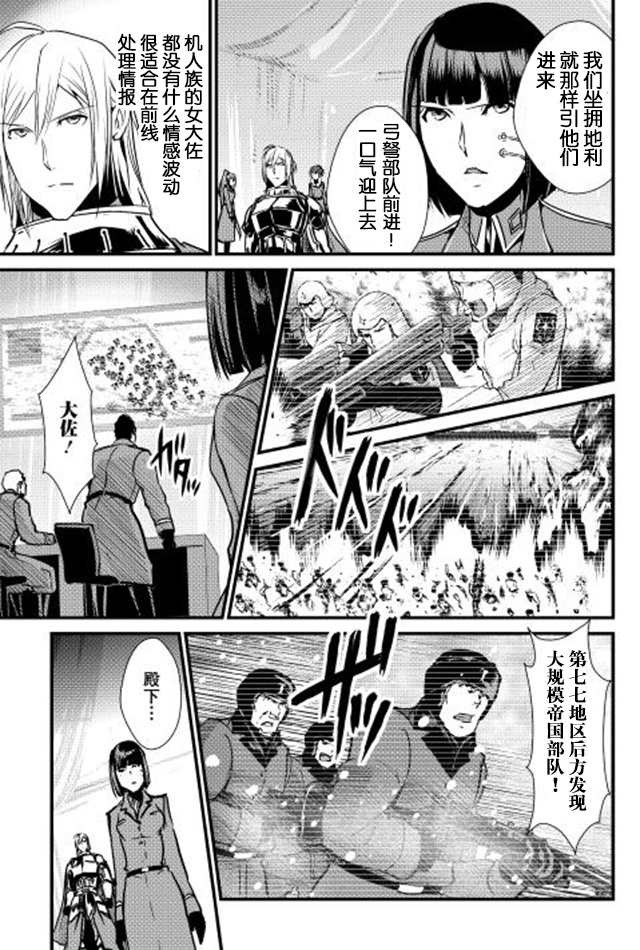 我们坐拥地利
就那样引他们
进来
弓弩部队前进！
一口气迎上去
机人族的女大佐
都没有什么情感波动
很适合在前线
处理情报
ドドドド
大佐！
ガタ
第七七地区后方发现
大规模帝国部队！
殿下…